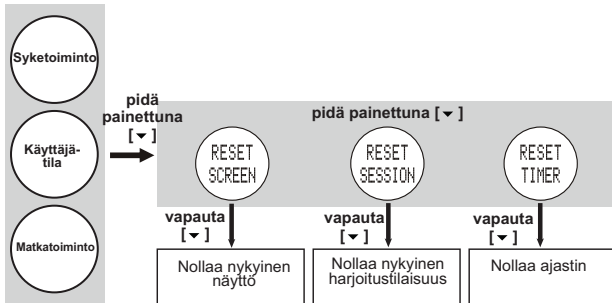 Syketoiminto
Käyttäjä-
tila
Matkatoiminto
pidä
painettuna
[▼]
pidä painettuna [▼]
RESET
SCREEN
RESET
SESSION
RESET
TIMER
vapauta
[▼]
vapauta
[▼]
vapauta
[▼]
Nollaa nykyinen
näyttö
Nollaa nykyinen
harjoitustilaisuus
Nollaa ajastin